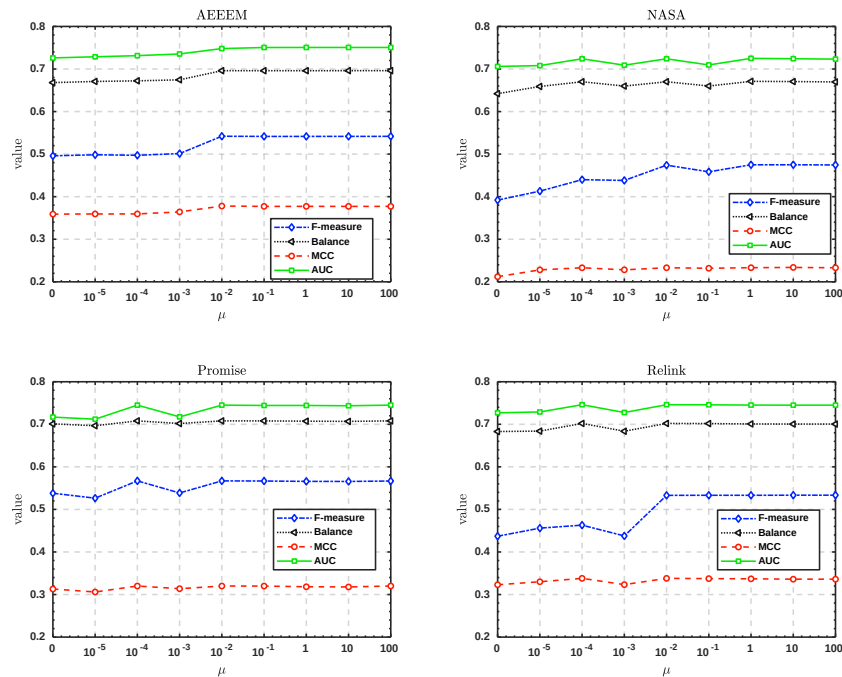 AEEEM
0.8
0.7
0.6
0.5
0.4
0.3
0.2
value
F-measure
Balance
MCC
AUC
0 10^-5 10^-4 10^-3 10^-2 10^-1 1 10 100
μ
NASA
0.8
0.7
0.6
0.5
0.4
0.3
0.2
value
F-measure
Balance
MCC
AUC
0 10^-5 10^-4 10^-3 10^-2 10^-1 1 10 100
μ
Promise
0.8
0.7
0.6
0.5
0.4
0.3
0.2
value
F-measure
Balance
MCC
AUC
0 10^-5 10^-4 10^-3 10^-2 10^-1 1 10 100
μ
Relink
0.8
0.7
0.6
0.5
0.4
0.3
0.2
value
F-measure
Balance
MCC
AUC
0 10^-5 10^-4 10^-3 10^-2 10^-1 1 10 100
μ